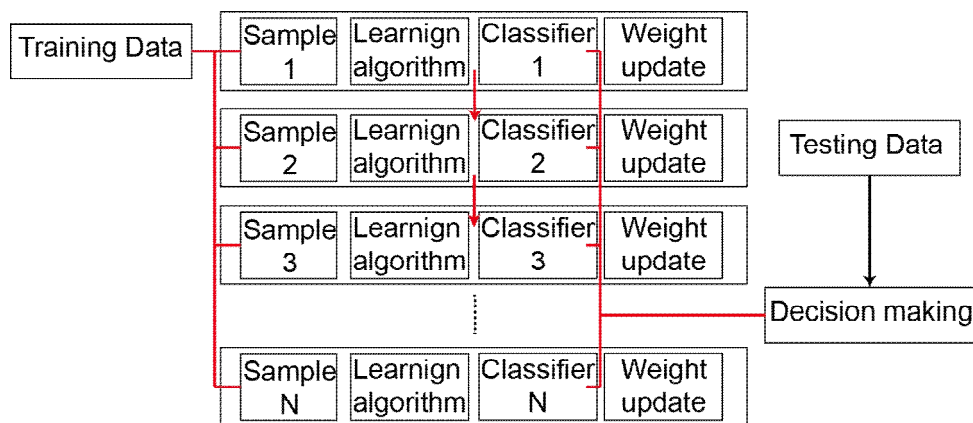 Training Data
Sample
1
Learnign
algorithm
Classifier
1
Weight
update
Sample
2
Learnign
algorithm
Classifier
2
Weight
update
Testing Data
Sample
3
Learnign
algorithm
Classifier
3
Weight
update
Decision making
Sample
N
Learnign
algorithm
Classifier
N
Weight
update